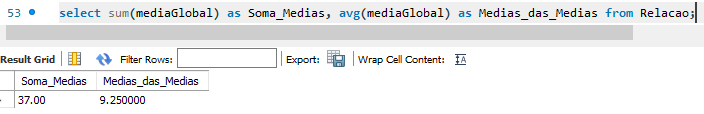 53 select sum(mediaGlobal) as Soma_Medias, avg(mediaGlobal) as Medias_das_Medias from Relacao;
Result Grid Filter Rows: Export: Wrap Cell Content: IA
Soma_Medias Medias_das_Medias
37.00 9.250000